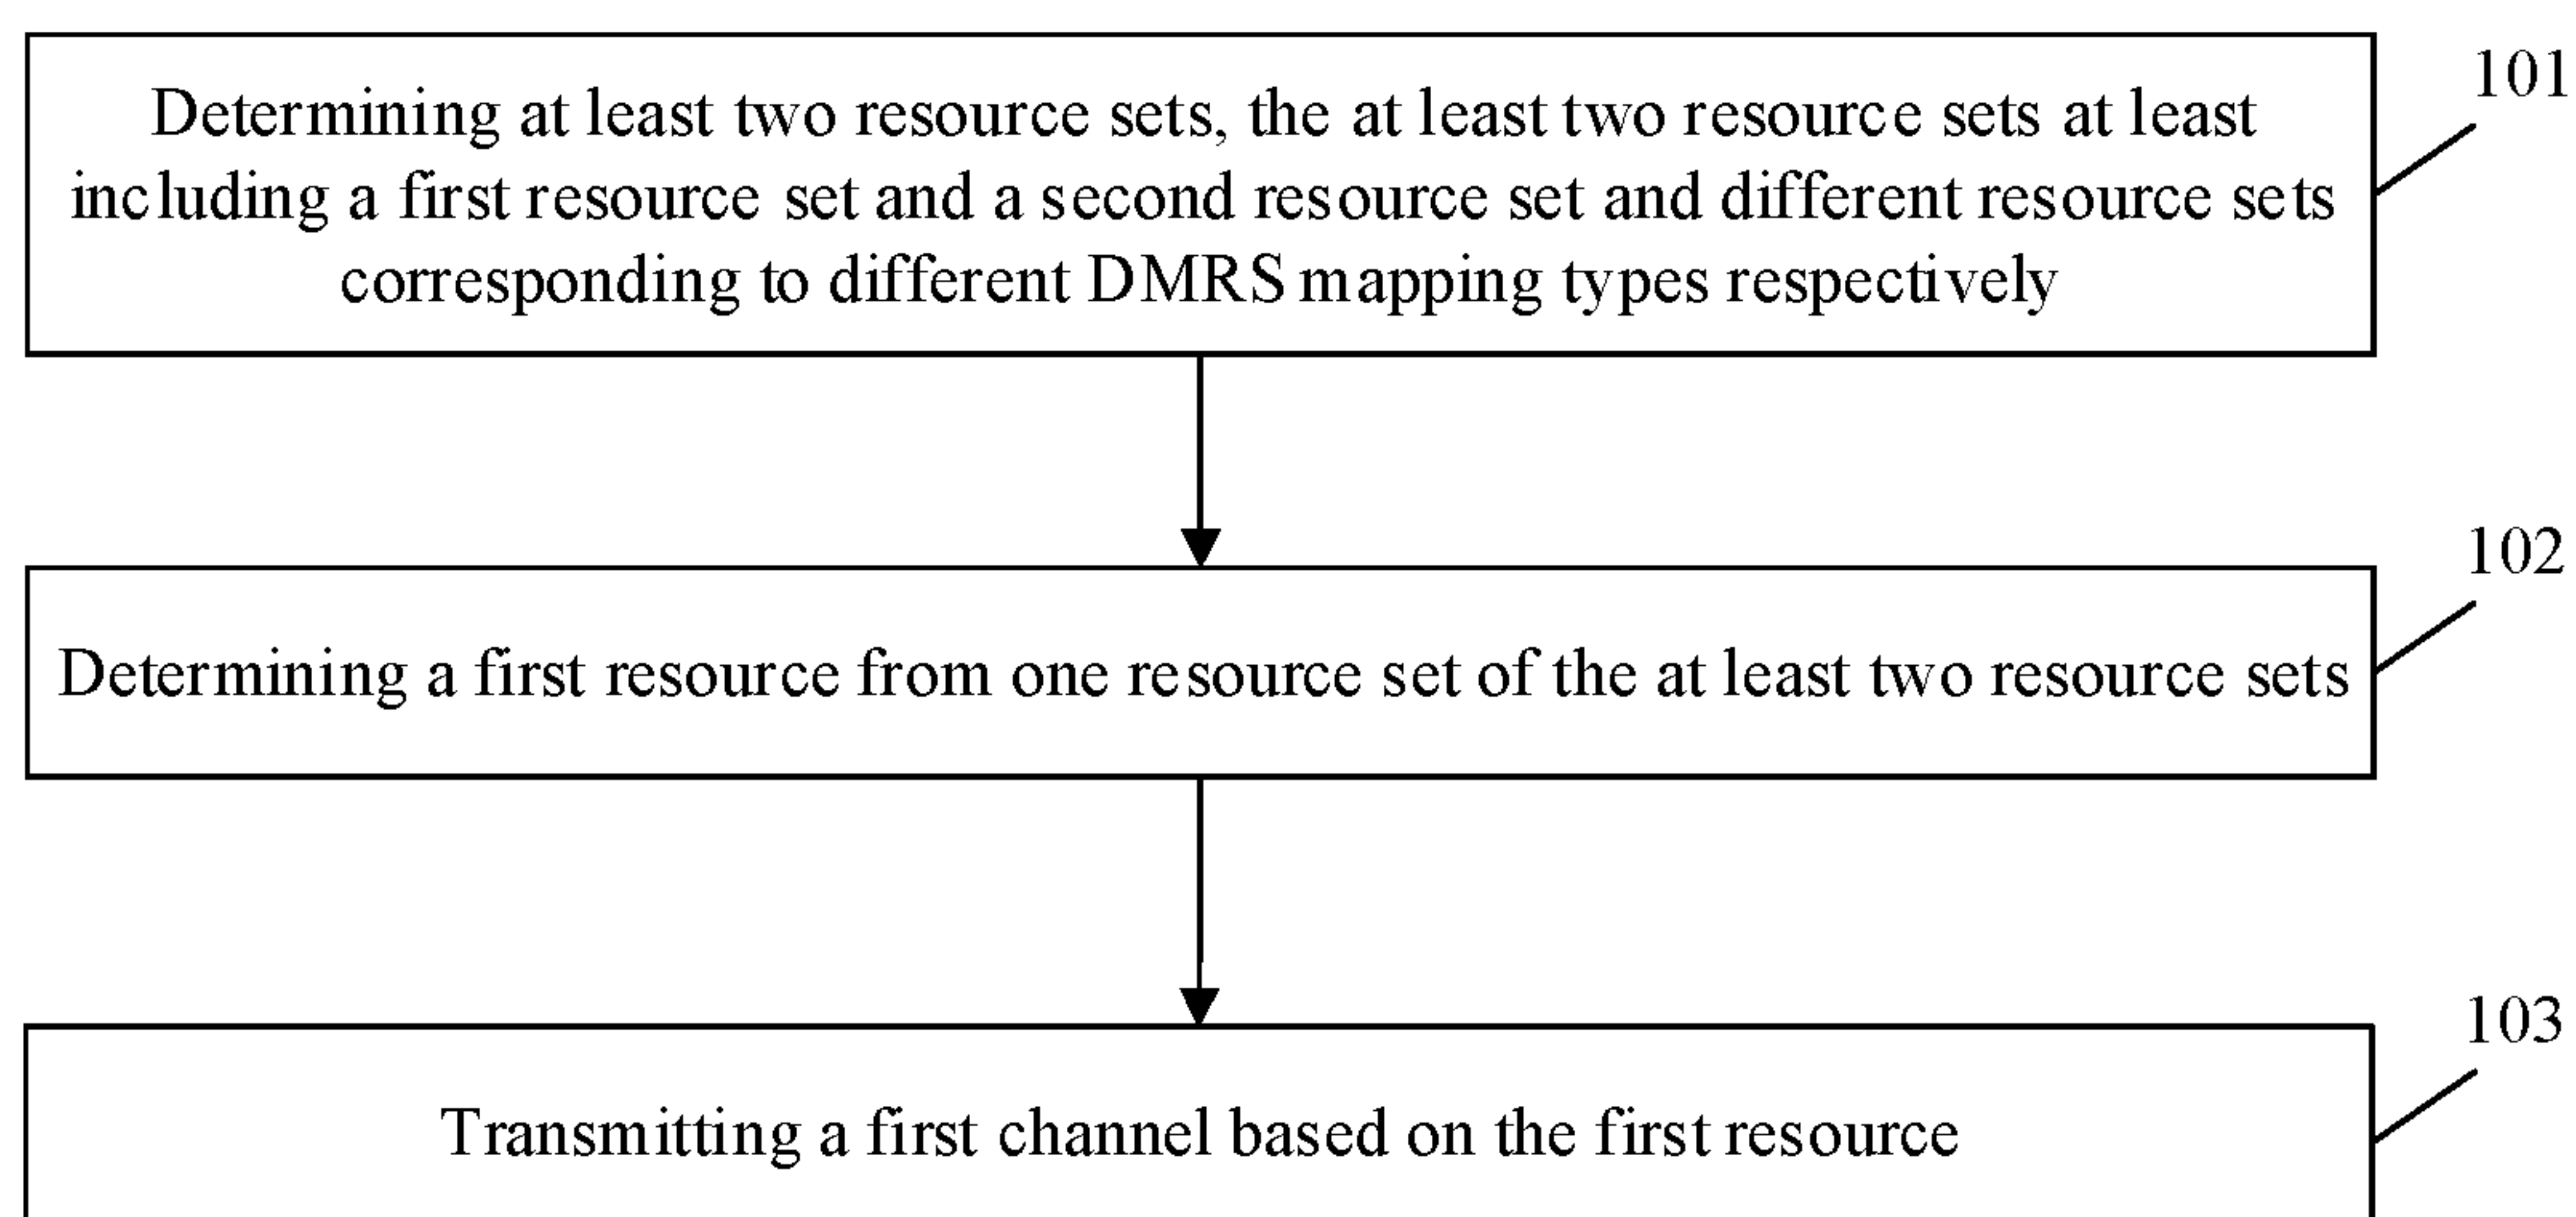 101
Determining at least two resource sets, the at least two resource sets at least
including a first resource set and a second resource set and different resource sets
corresponding to different DMRS mapping types respectively
102
Determining a first resource from one resource set of the at least two resource sets
103
Transmitting a first channel based on the first resource